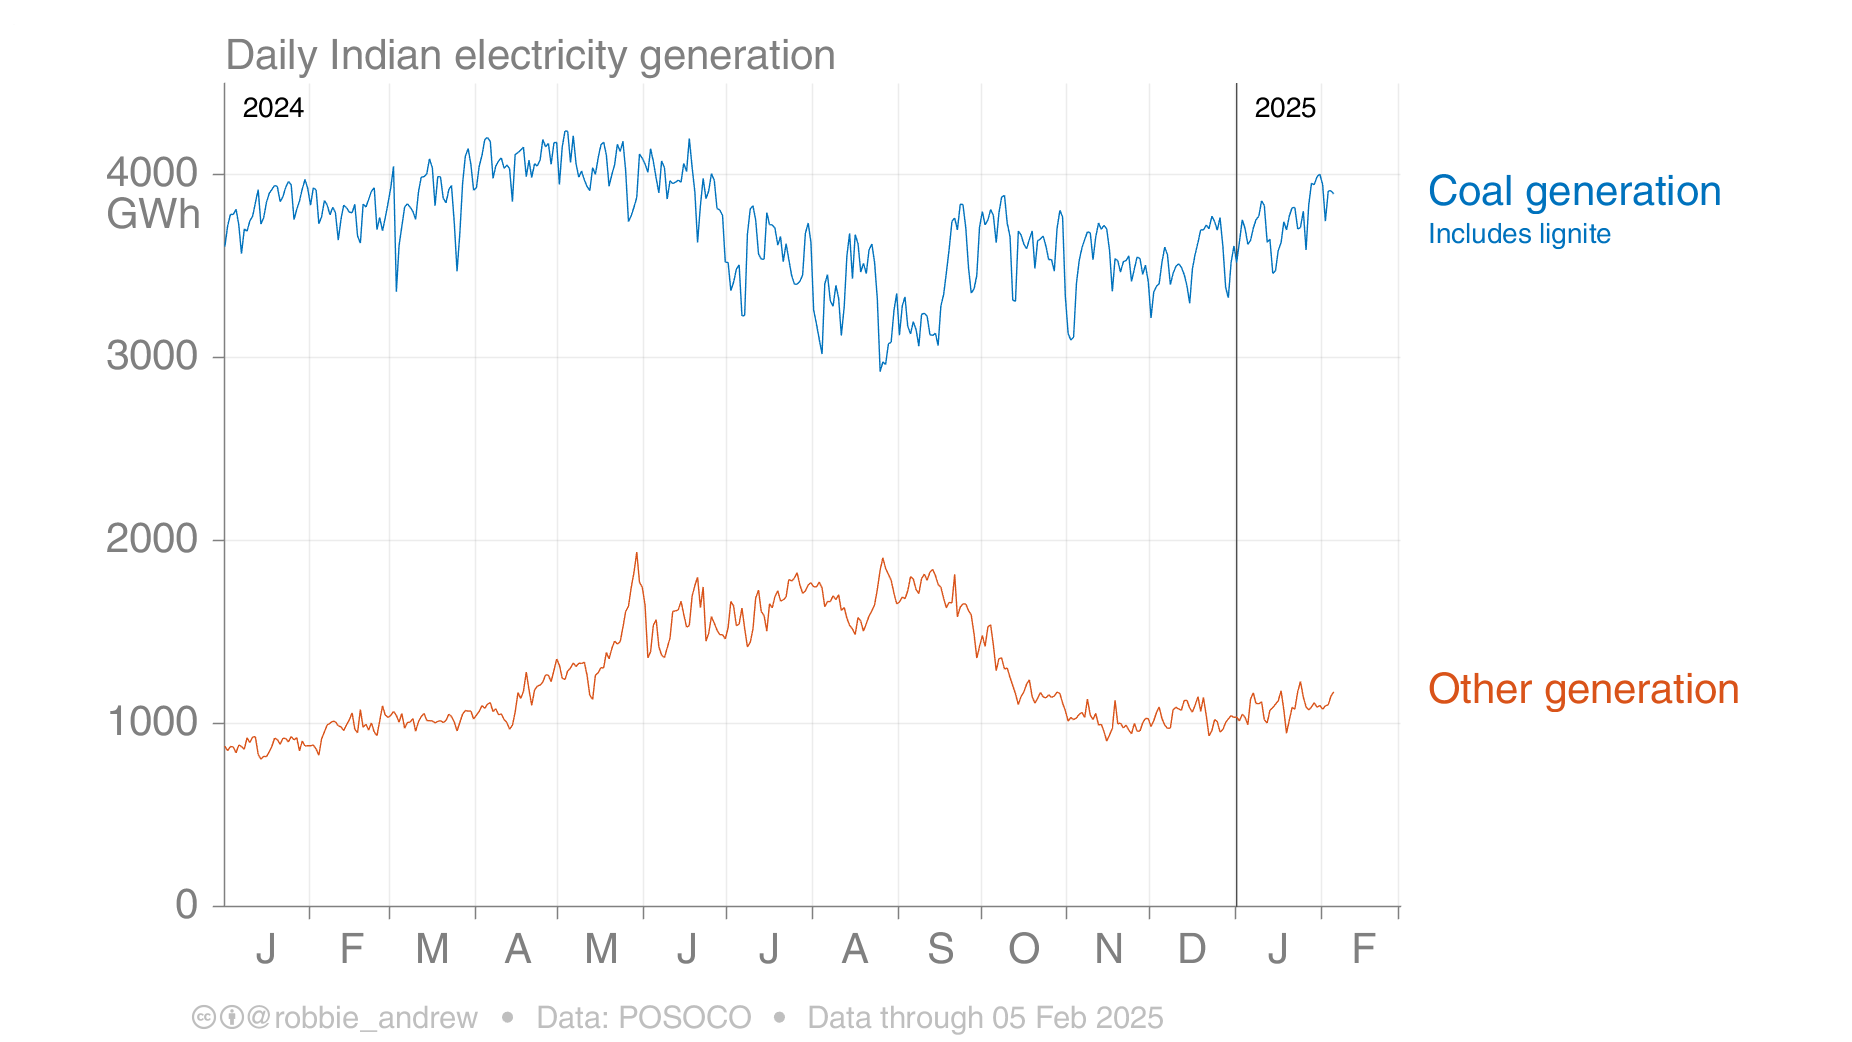 Daily Indian electricity generation
2024
2025
4000
GWh
3000
2000
1000
0
Coal generation
Includes lignite
Other generation
J F M A M J J A S O N D J F
@robbie_andrew • Data: POSOCO • Data through 05 Feb 2025